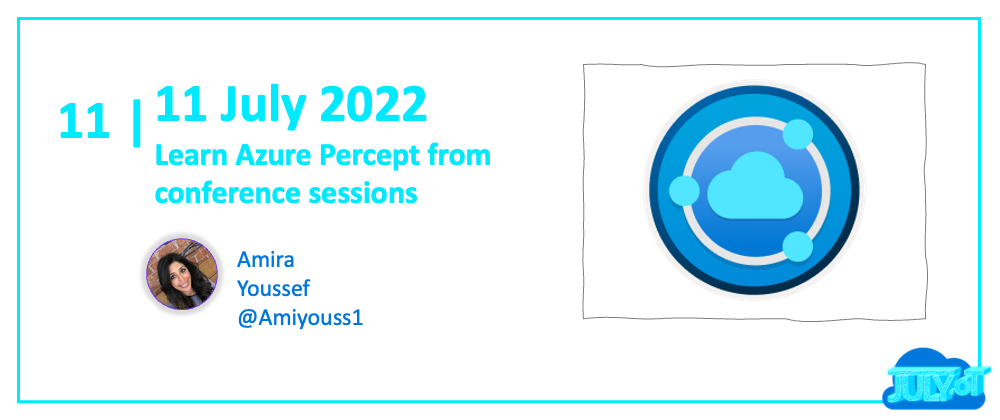 11 | 11 July 2022
Learn Azure Percept from
conference sessions
Amira
Youssef
@Amiyouss1
JULYoT